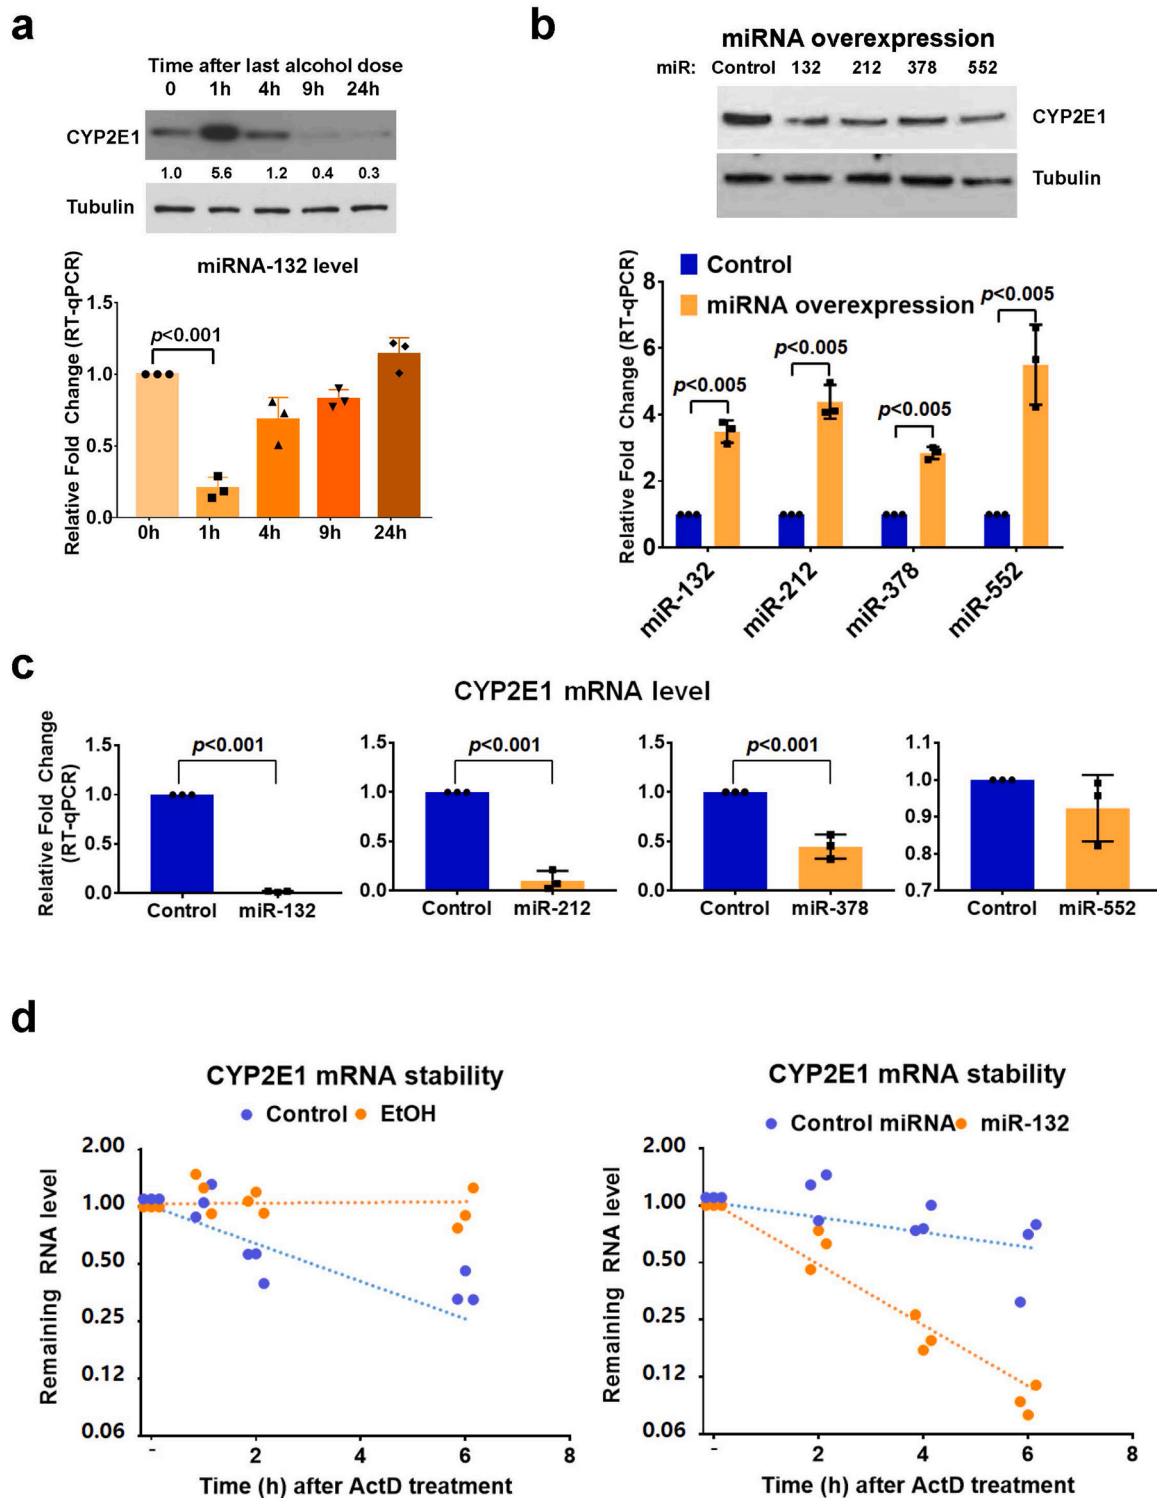 a
Time after last alcohol dose
0 1h 4h 9h 24h
CYP2E1
1.0 5.6 1.2 0.4 0.3
Tubulin
miRNA-132 level
Relative Fold Change (RT-qPCR)
1.5
1.0
0.5
0.0
p<0.001
0h 1h 4h 9h 24h
b
miRNA overexpression
miR: Control 132 212 378 552
CYP2E1
Tubulin
Relative Fold Change (RT-qPCR)
8
6
4
2
0
Control
miRNA overexpression
p<0.005
p<0.005
p<0.005
p<0.005
miR-132
miR-212
miR-378
miR-552
c
CYP2E1 mRNA level
Relative Fold Change
(RT-qPCR)
1.5
1.0
0.5
0.0
p<0.001
Control miR-132
1.5
1.0
0.5
0.0
p<0.001
Control miR-212
1.5
1.0
0.5
0.0
p<0.001
Control miR-378
1.1
1.0
0.9
0.8
0.7
Control miR-552
d
CYP2E1 mRNA stability
Control EtOH
Remaining RNA level
2.00
1.00
0.50
0.25
0.12
0.06
- 2 4 6 8
Time (h) after ActD treatment
CYP2E1 mRNA stability
Control miRNA miR-132
Remaining RNA level
2.00
1.00
0.50
0.25
0.12
0.06
- 2 4 6 8
Time (h) after ActD treatment